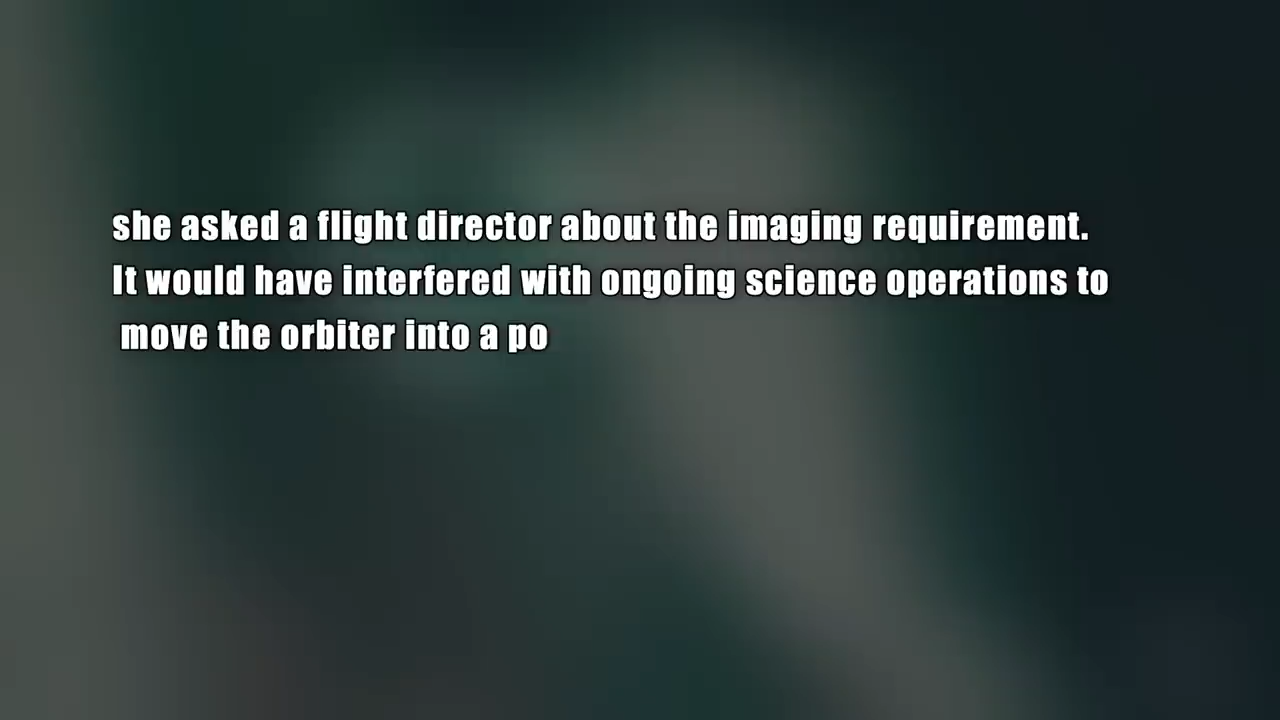 she asked a flight director about the imaging requirement.
It would have interfered with ongoing science operations to
move the orbiter into a po